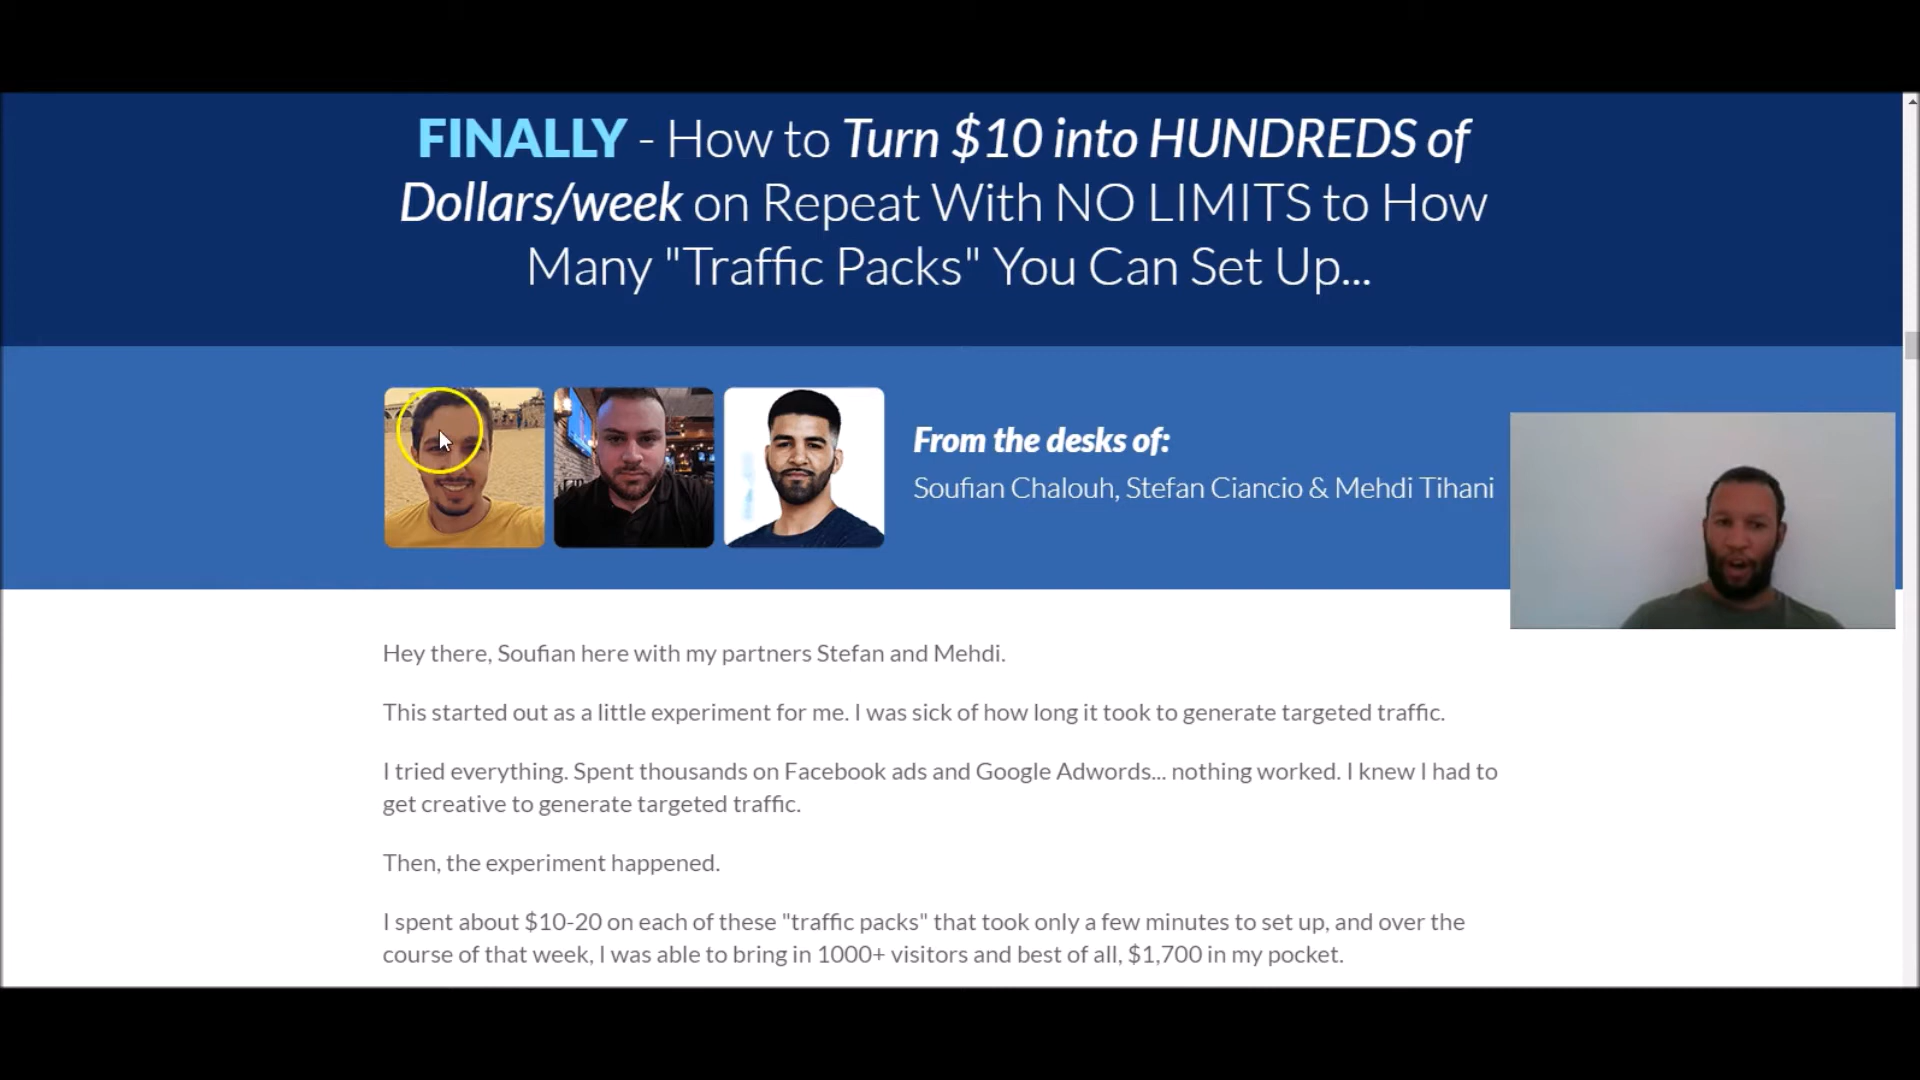 FINALLY - How to Turn $10 into HUNDREDS of
Dollars/week on Repeat With NO LIMITS to How
Many "Traffic Packs" You Can Set Up...
From the desks of:
Soufian Chalouh, Stefan Ciancio & Mehdi Tihani
Hey there, Soufian here with my partners Stefan and Mehdi.
This started out as a little experiment for me. I was sick of how long it took to generate targeted traffic.
I tried everything. Spent thousands on Facebook ads and Google Adwords... nothing worked. I knew I had to
get creative to generate targeted traffic.
Then, the experiment happened.
I spent about $10-20 on each of these "traffic packs" that took only a few minutes to set up, and over the
course of that week, I was able to bring in 1000+ visitors and best of all, $1,700 in my pocket.